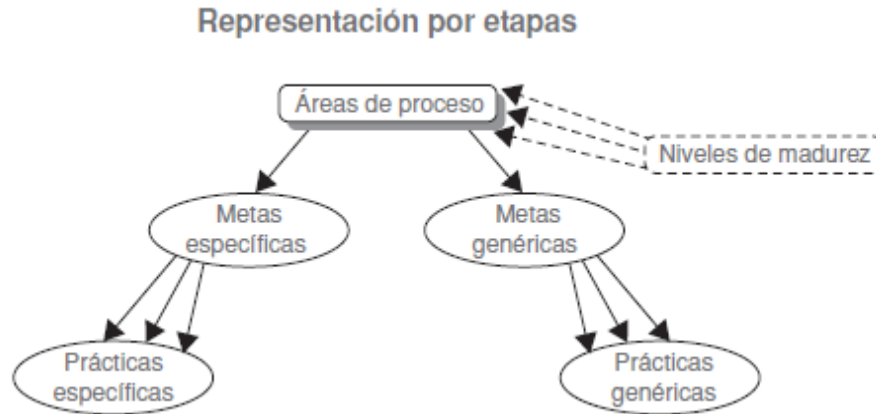 Representación por etapas
Áreas de proceso
Niveles de madurez
Metas
específicas
Metas
genéricas
Prácticas
específicas
Prácticas
genéricas